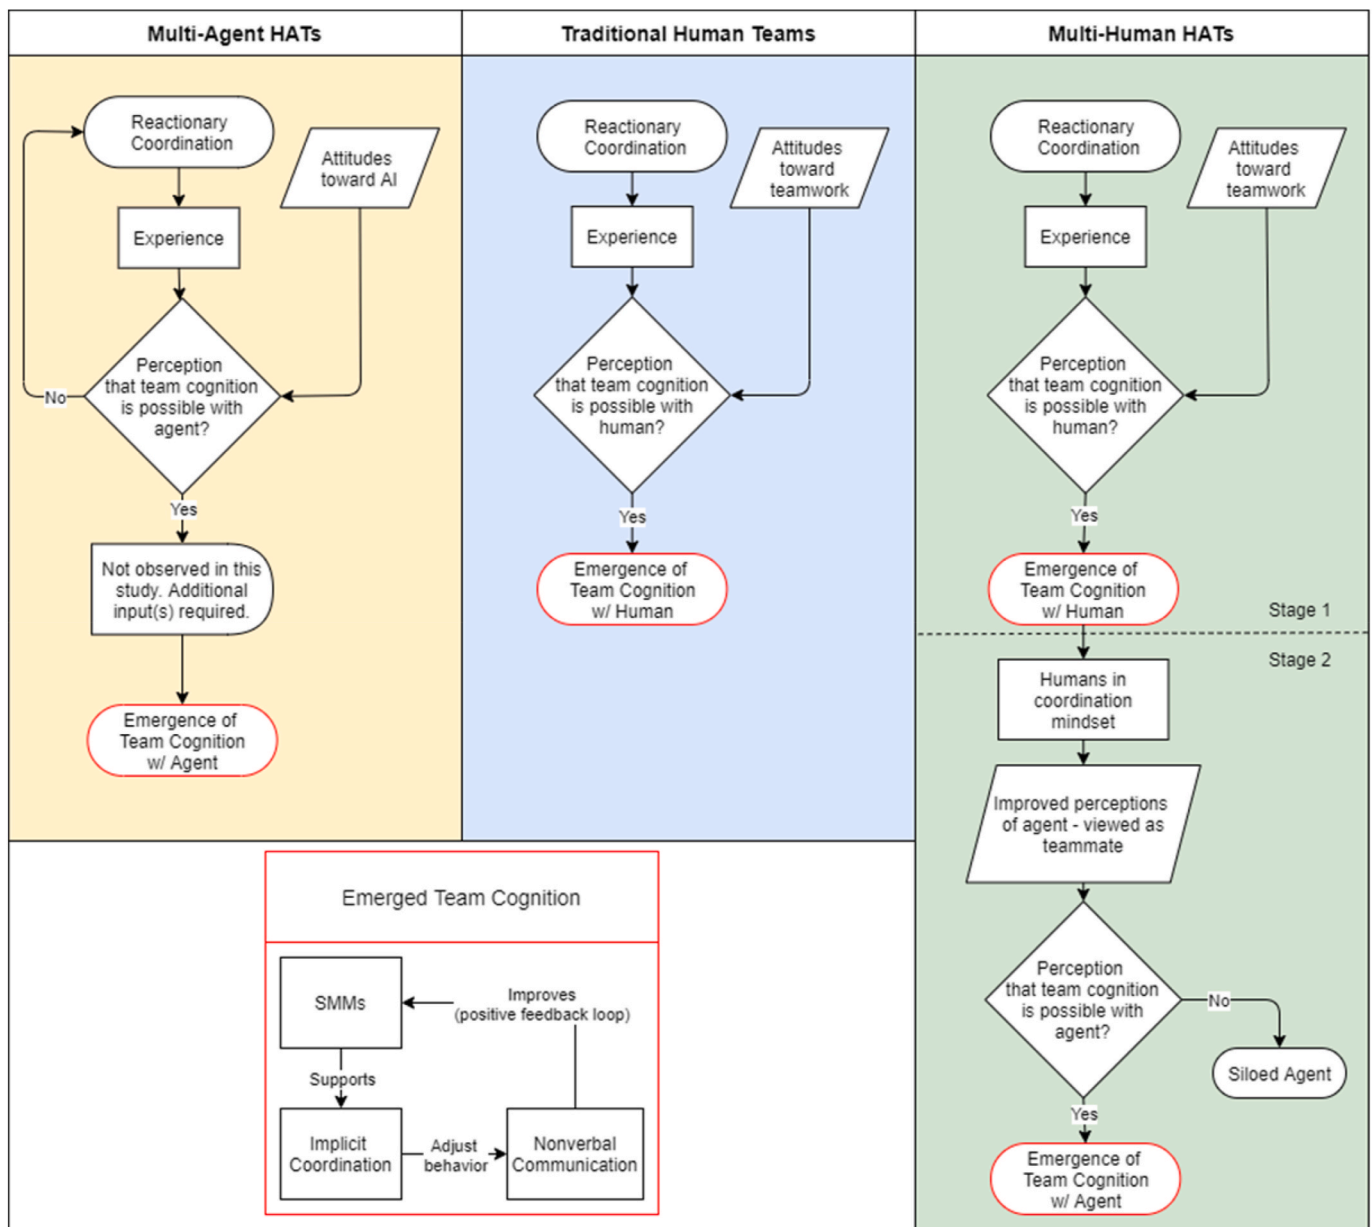 Multi-Agent HATs
Traditional Human Teams
Multi-Human HATs
Reactionary
Coordination
Attitudes
toward AI
Experience
Perception
that team cognition
is possible with
agent?
No
Yes
Not observed in this
study. Additional
input(s) required.
Emergence of
Team Cognition
w/ Agent
Reactionary
Coordination
Attitudes
toward
teamwork
Experience
Perception
that team cognition
is possible with
human?
Yes
Emergence of
Team Cognition
w/ Human
Reactionary
Coordination
Attitudes
toward
teamwork
Experience
Perception
that team cognition
is possible with
human?
Yes
Emergence of
Team Cognition
w/ Human
Stage 1
Stage 2
Humans in
coordination
mindset
Improved perceptions
of agent - viewed as
teammate
Perception
that team cognition
is possible with
agent?
No
Siloed Agent
Yes
Emergence of
Team Cognition
w/ Agent
Emerged Team Cognition
SMMs
Improves
(positive feedback loop)
Supports
Implicit
Coordination
Adjust
behavior
Nonverbal
Communication